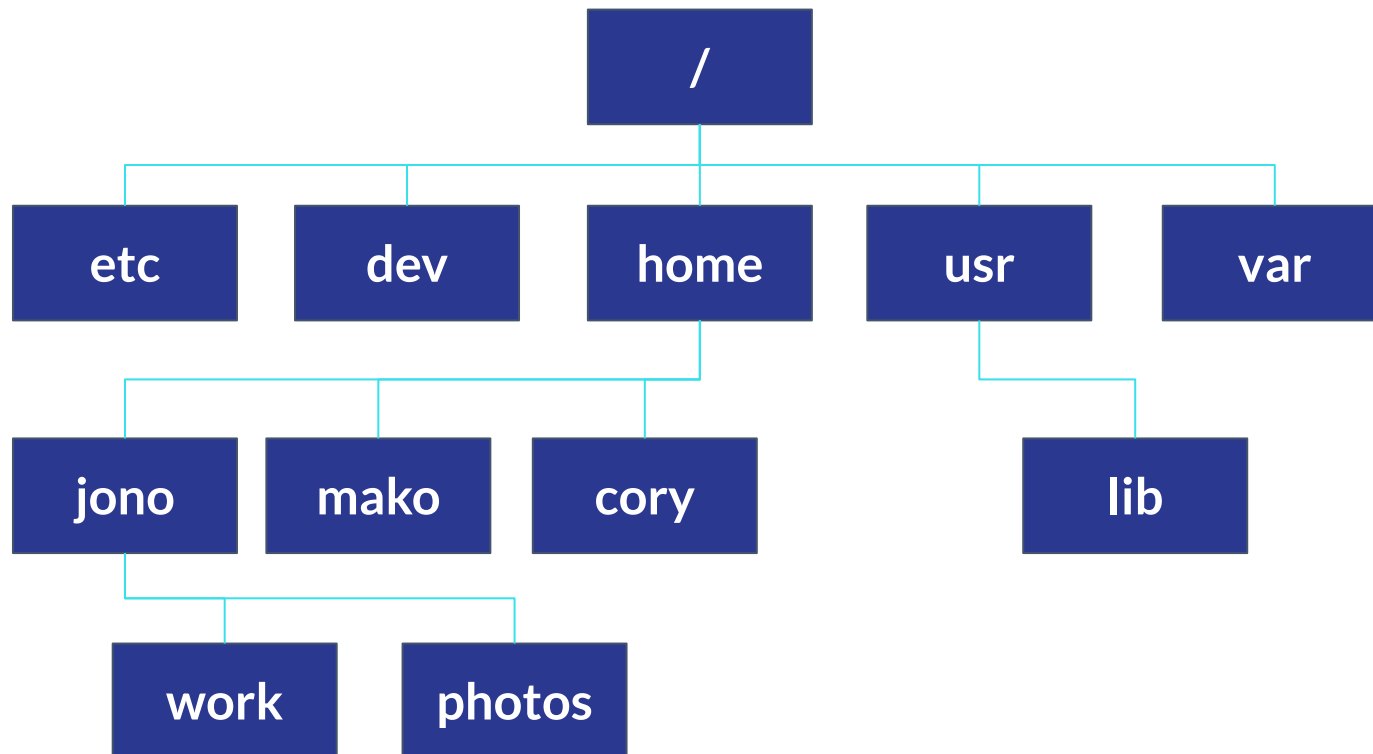 /
etc
dev
home
usr
var
jono
mako
cory
lib
work
photos